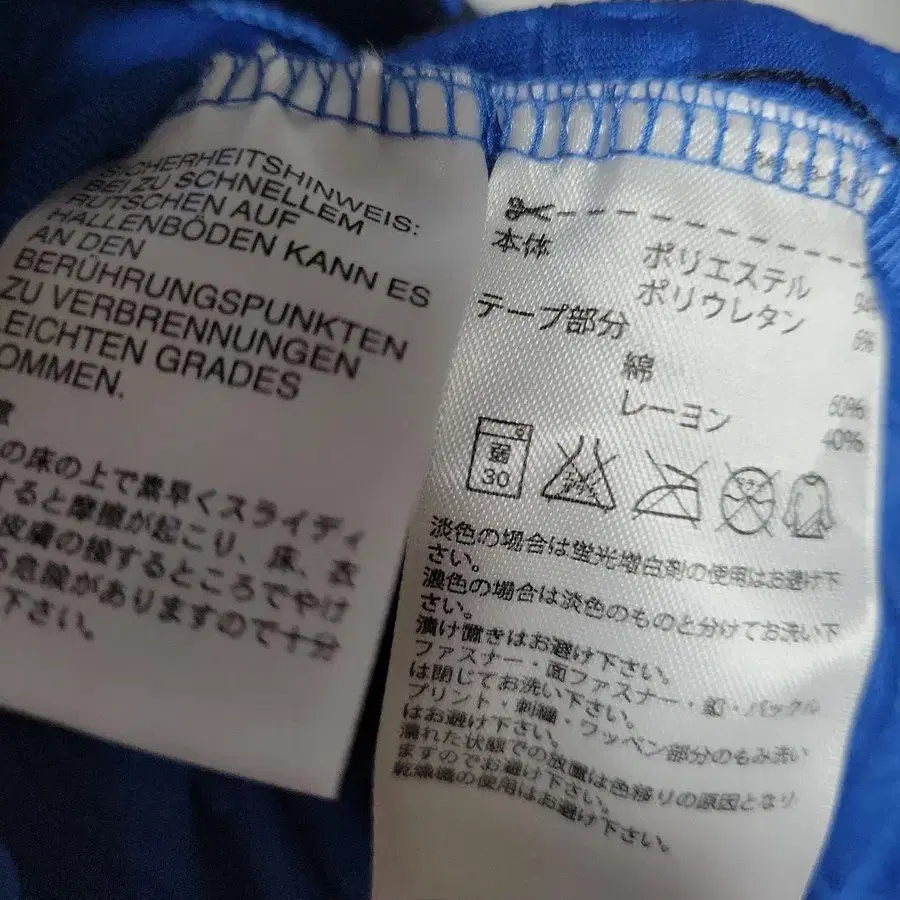 SICHERHEITSHINWEIS:
BEI ZU SCHNELLEM
RUTSCHEN AUF
HALLENBÖDEN KANN ES
AN DEN
BERÜHRUNGSPUNKTEN
ZU VERBRENNUNGEN
LEICHTEN GRADES
OMMEN.
意
の床の上で素早くスライディ
すると摩擦が起こり、床、衣
皮膚の接するところでやけ
る危険がありますので十分
下さい。
本体 ポリエステル 94
ポリウレタン 6%
テープ部分
綿 60%
レーヨン 40%
弱
30
淡色の場合は蛍光増白剤の使用はお避け下
さい。
濃色の場合は淡色のものと分けてお洗い下
さい。
漬け置きはお避け下さい。
ファスナー・面ファスナー・釦・バックル
は閉じてお洗い下さい。
プリント・刺繍・ワッペン部分のもみ洗い
はお避け下さい。
濡れた状態での放置は色移りの原因となり
ますのでお避け下さい。
乾燥機の使用はお避け下さい。